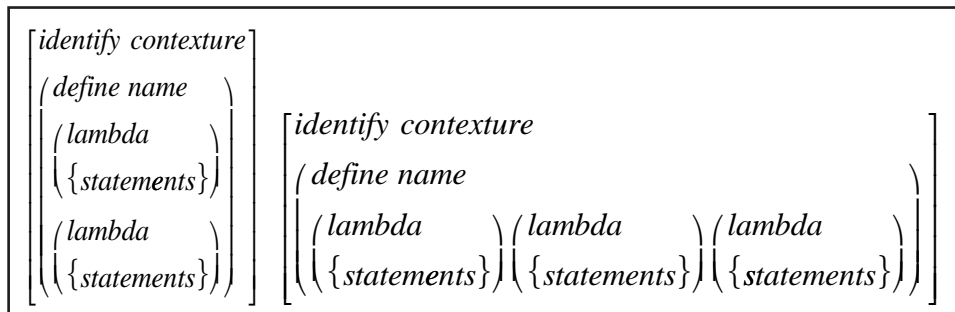 identify contexture
define name
lambda
{statements}
lambda
{statements}
identify contexture
define name
lambda lambda lambda
{statements} {statements} {statements}